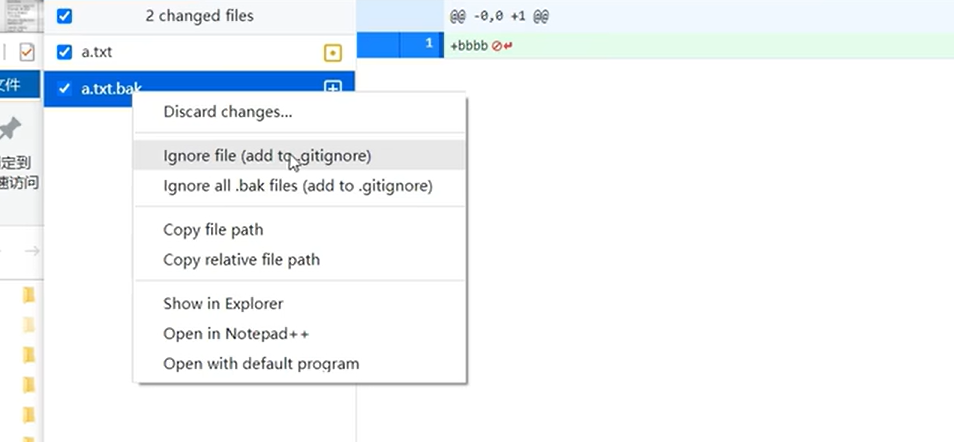 2 changed files
@@ -0,0 +1 @@
a.txt
1
+bbbb
a.txt.bak
文件
Discard changes...
Ignore file (add to .gitignore)
Ignore all .bak files (add to .gitignore)
Copy file path
Copy relative file path
Show in Explorer
Open in Notepad++
Open with default program
定到
速访问